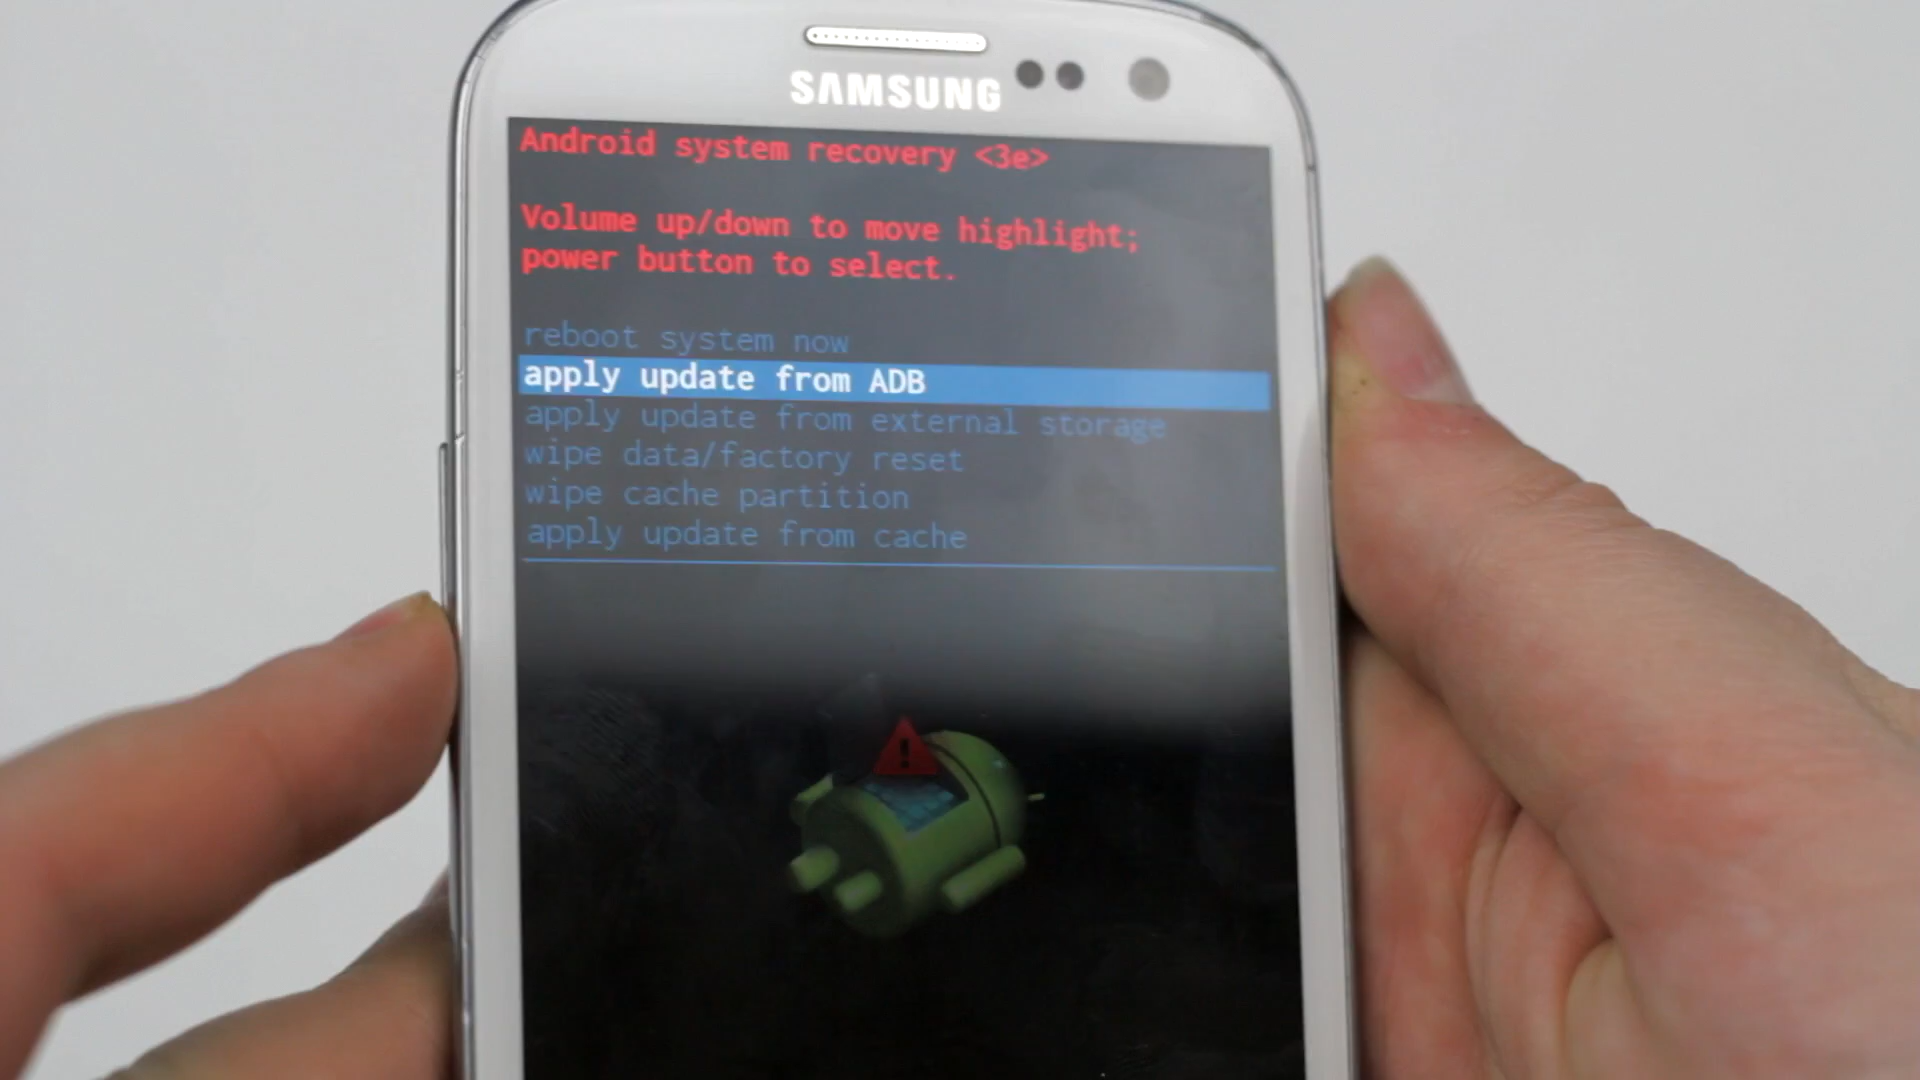 SAMSUNG
Android system recovery <3e>
Volume up/down to move highlight;
power button to select.
reboot system now
apply update from ADB
apply update from external storage
wipe data/factory reset
wipe cache partition
apply update from cache